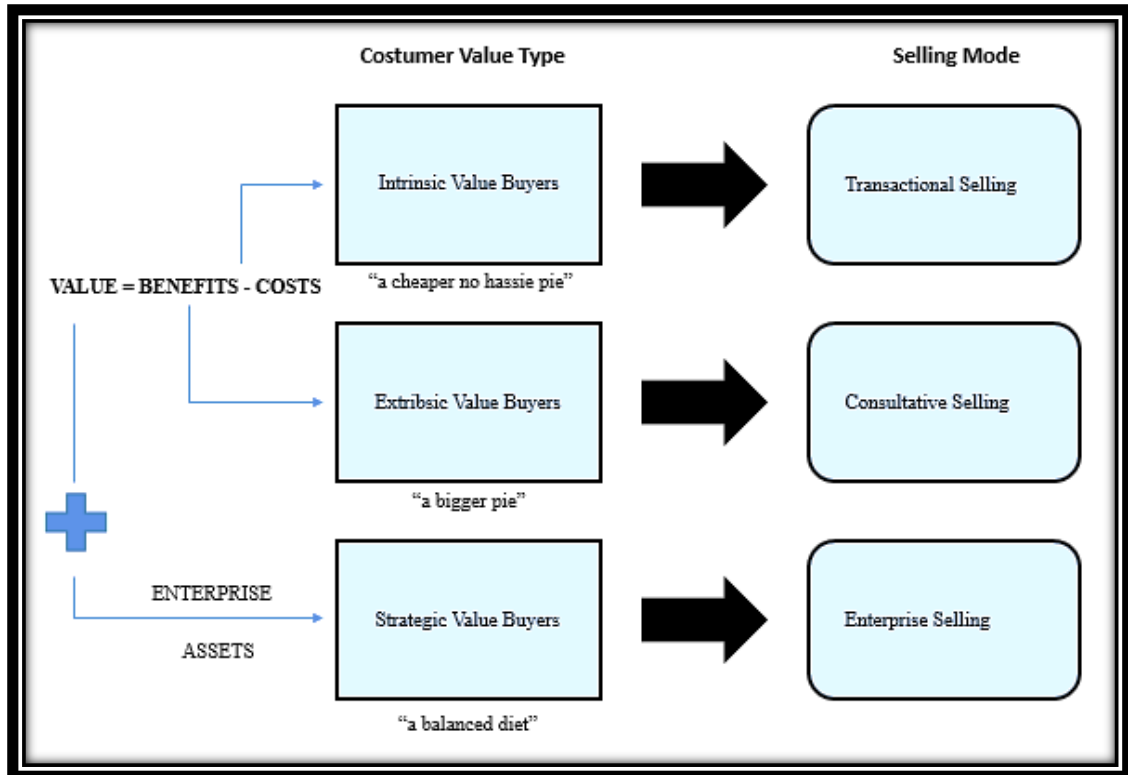 Costumer Value Type
Selling Mode
Intrinsic Value Buyers
Transactional Selling
“a cheaper no hassie pie”
VALUE = BENEFITS - COSTS
Extribsic Value Buyers
Consultative Selling
“a bigger pie”
ENTERPRISE
ASSETS
Strategic Value Buyers
Enterprise Selling
“a balanced diet”